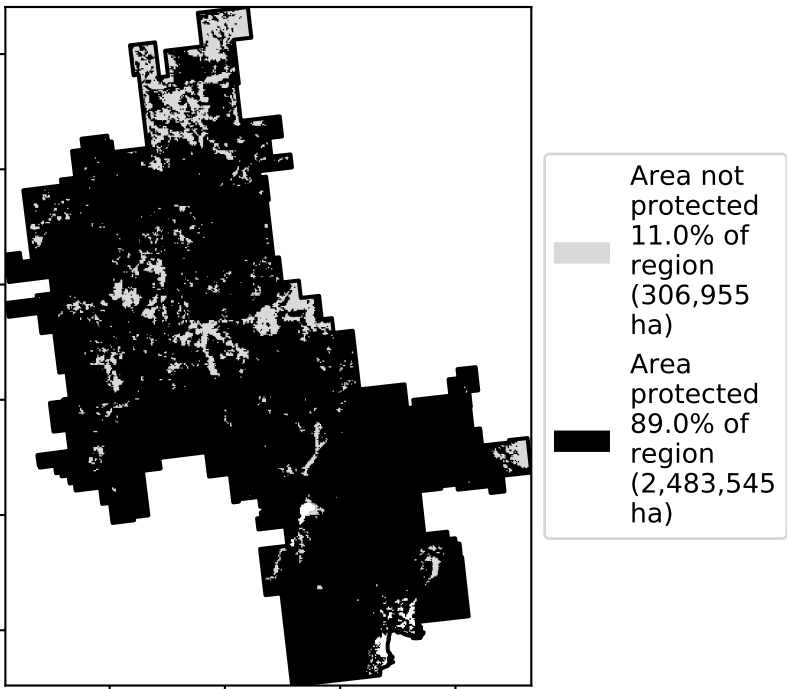 Area not
protected
11.0% of
region
(306,955
ha)
Area
protected
89.0% of
region
(2,483,545
ha)